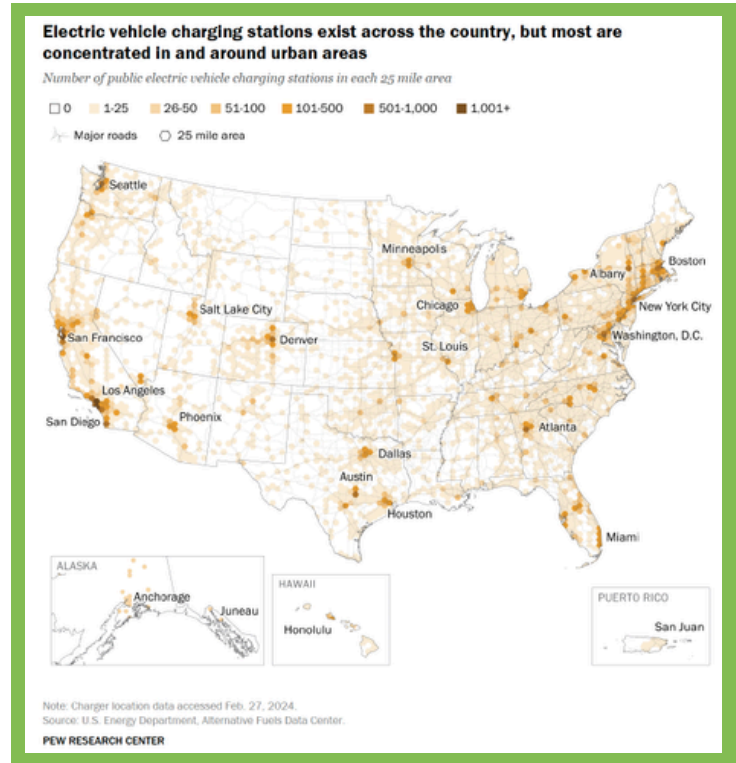 Electric vehicle charging stations exist across the country, but most are
concentrated in and around urban areas
Number of public electric vehicle charging stations in each 25 mile area
0 1-25 26-50 51-100 101-500 501-1,000 1,001+
Major roads 25 mile area
Seattle
Minneapolis
Boston
Albany
Salt Lake City
Chicago
New York City
San Francisco
Denver
St. Louis
Washington, D.C.
Los Angeles
Phoenix
San Diego
Atlanta
Dallas
Austin
Houston
Miami
ALASKA
Anchorage
Juneau
HAWAII
Honolulu
PUERTO RICO
San Juan
Note: Charger location data accessed Feb. 27, 2024.
Source: U.S. Energy Department, Alternative Fuels Data Center.
PEW RESEARCH CENTER